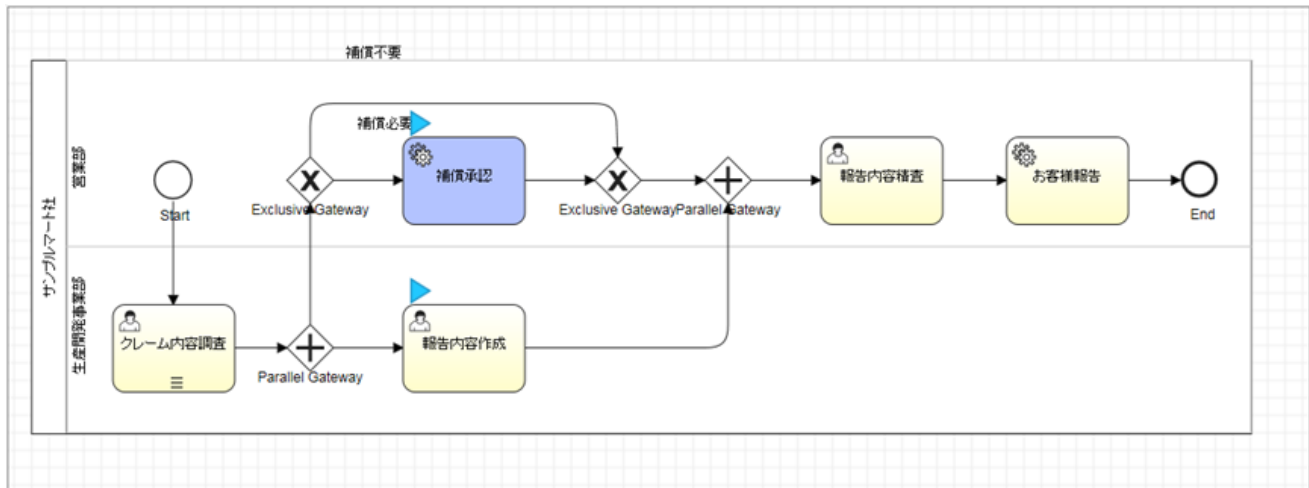 補償不要
サンプルマート社
営業部
Start
Exclusive Gateway
補償必要
補償承認
Exclusive Gateway
Parallel Gateway
報告内容精査
お客様報告
End
生産開発事業部
クレーム内容調査
Parallel Gateway
報告内容作成